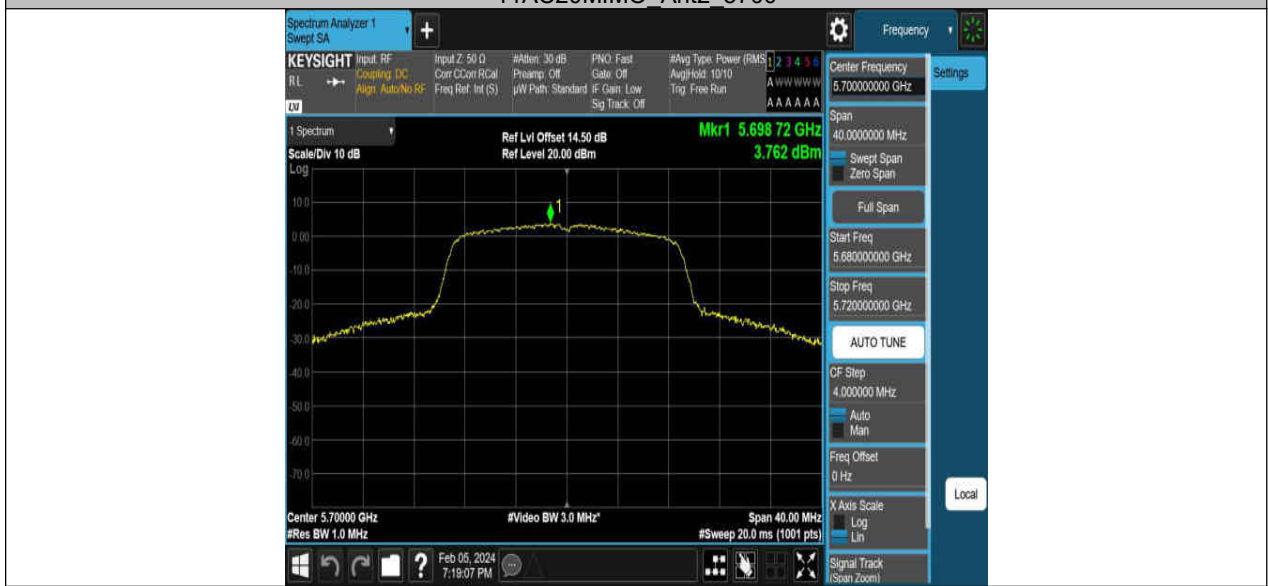 11AC20MIMO_Ant2_5700
Spectrum Analyzer 1
Swept SA
+
Frequency
KEYSIGHT
Input: RF
Coupling: DC
Align: Auto/No RF
Input Z: 50 Ω
Corr CCorr RCal
Freq Ref: Int (S)
#Atten: 30 dB
Preamp: Off
µW Path: Standard
PNO: Fast
Gate: Off
IF Gain: Low
Sig Track: Off
#Avg Type: Power (RMS
Avg|Hold: 10/10
Trig: Free Run
1 2 3 4 5 6
A W W W W W
A A A A A A
RL
LXI
1 Spectrum
Scale/Div 10 dB
Log
Ref Lvl Offset 14.50 dB
Ref Level 20.00 dBm
Mkr1 5.698 72 GHz
3.762 dBm
1
10.0
0.00
-10.0
-20.0
-30.0
-40.0
-50.0
-60.0
-70.0
Center 5.70000 GHz
#Res BW 1.0 MHz
#Video BW 3.0 MHz*
Span 40.00 MHz
#Sweep 20.0 ms (1001 pts)
Center Frequency
5.700000000 GHz
Settings
Span
40.0000000 MHz
Swept Span
Zero Span
Full Span
Start Freq
5.680000000 GHz
Stop Freq
5.720000000 GHz
AUTO TUNE
CF Step
4.000000 MHz
Auto
Man
Freq Offset
0 Hz
X Axis Scale
Log
Lin
Local
Signal Track
(Span Zoom)
?
Feb 05, 2024
7:19:07 PM